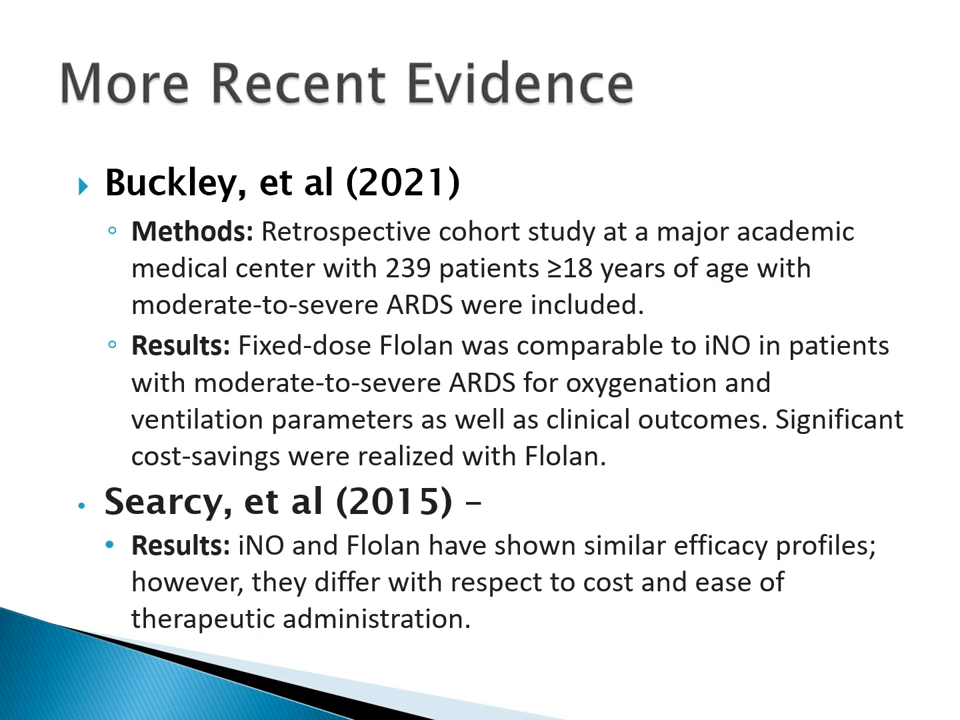 More Recent Evidence
Buckley, et al (2021)
Methods: Retrospective cohort study at a major academic
medical center with 239 patients ≥18 years of age with
moderate-to-severe ARDS were included.
Results: Fixed-dose Flolan was comparable to iNO in patients
with moderate-to-severe ARDS for oxygenation and
ventilation parameters as well as clinical outcomes. Significant
cost-savings were realized with Flolan.
Searcy, et al (2015) –
Results: iNO and Flolan have shown similar efficacy profiles;
however, they differ with respect to cost and ease of
therapeutic administration.